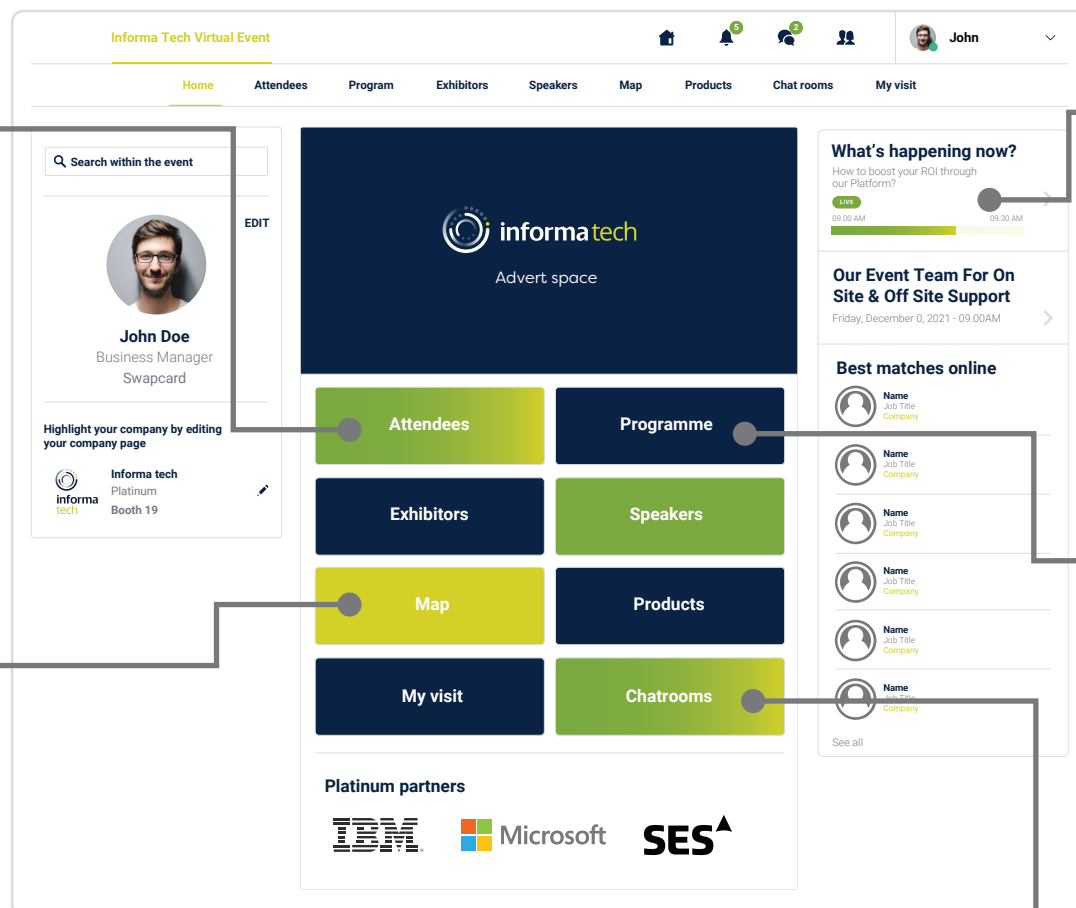 Informa Tech Virtual Event
5
2
John
Home
Attendees
Program
Exhibitors
Speakers
Map
Products
Chat rooms
My visit
Search within the event
EDIT
John Doe
Business Manager
Swapcard
Highlight your company by editing
your company page
informa
tech
Informa tech
Platinum
Booth 19
informa tech
Advert space
Attendees
Programme
Exhibitors
Speakers
Map
Products
My visit
Chatrooms
Platinum partners
IBM
Microsoft
SES
What's happening now?
How to boost your ROI through
our Platform?
LIVE
09.00 AM
09.30 AM
Our Event Team For On
Site & Off Site Support
Friday, December 0, 2021 - 09.00AM
Best matches online
Name
Job Title
Company
Name
Job Title
Company
Name
Job Title
Company
Name
Job Title
Company
Name
Job Title
Company
Name
Job Title
Company
See all